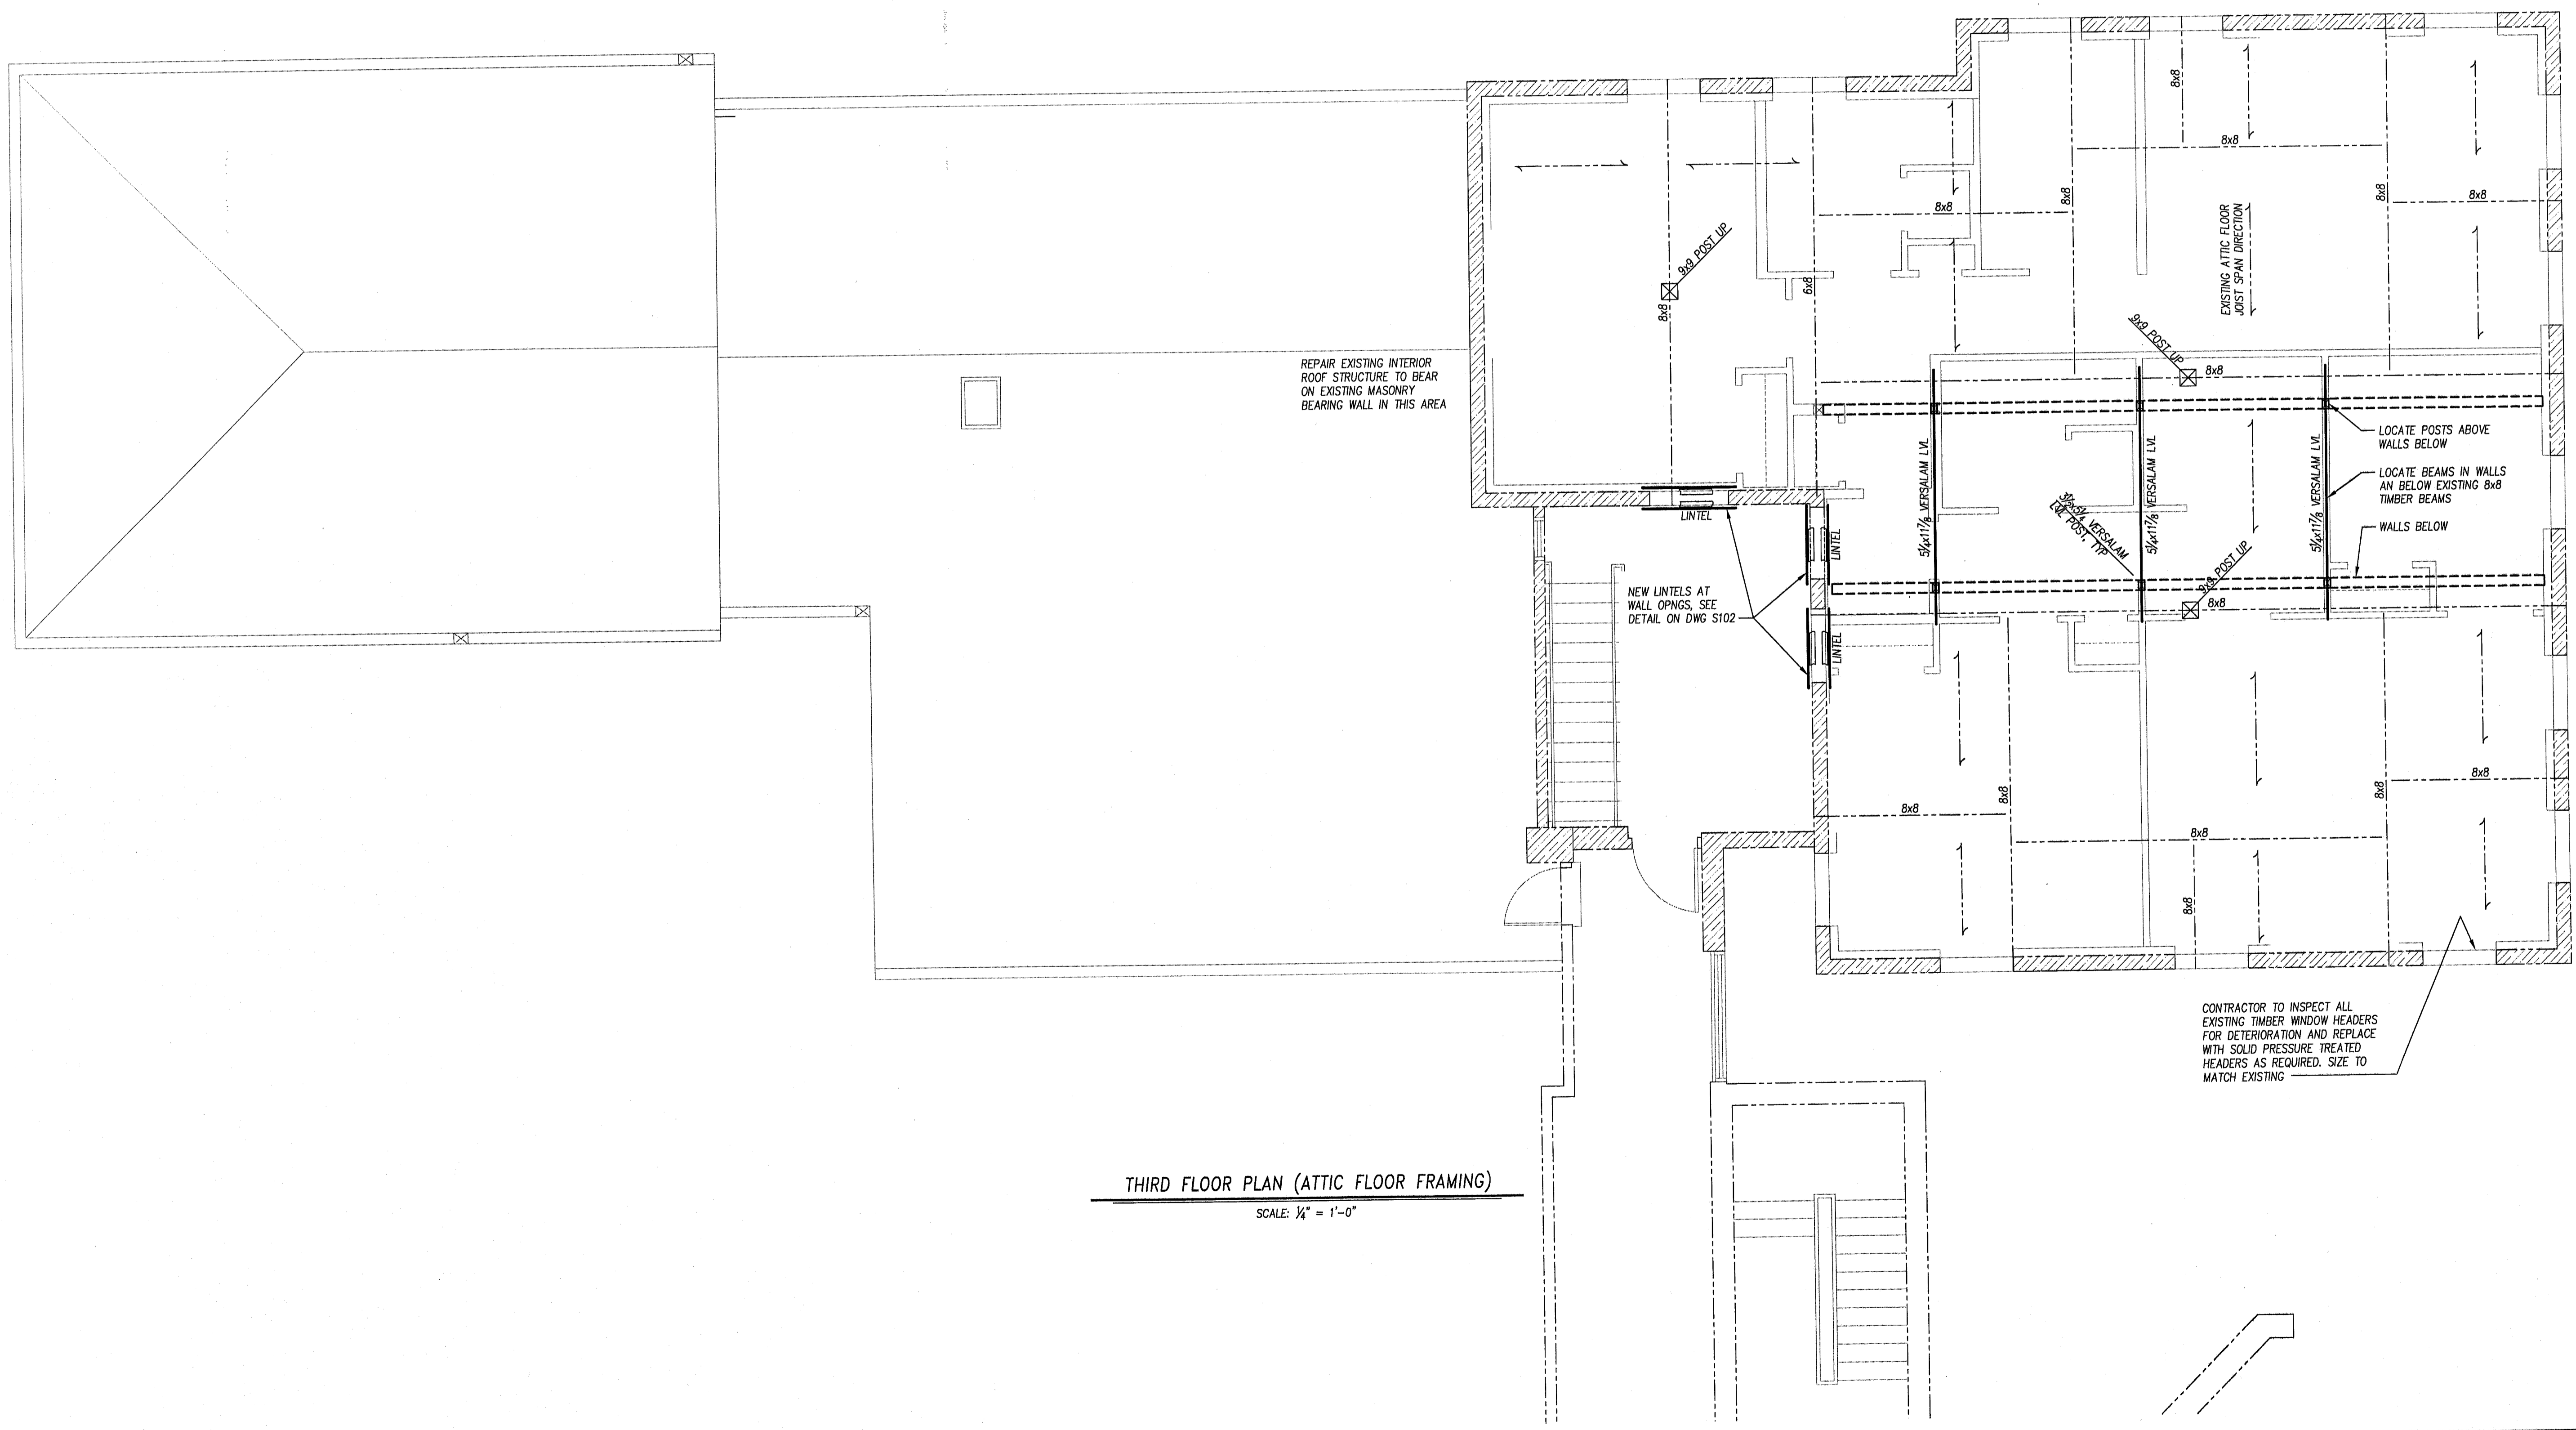 8x8
8x8
8x8
8x8
8x8
8x8
EXISTING ATTIC FLOOR
JOIST SPAN DIRECTION
9x9 POST UP
8x8
6x8
9x9 POST UP
8x8
REPAIR EXISTING INTERIOR
ROOF STRUCTURE TO BEAR
ON EXISTING MASONRY
BEARING WALL IN THIS AREA
LOCATE POSTS ABOVE
WALLS BELOW
LOCATE BEAMS IN WALLS
AN BELOW EXISTING 8x8
TIMBER BEAMS
WALLS BELOW
5¼x11⅞ VERSALAM LVL
5¼x11⅞ VERSALAM LVL
5¼x11⅞ VERSALAM LVL
3½x5¼ VERSALAM
LVL POST, TYP
9x9 POST UP
8x8
LINTEL
LINTEL
LINTEL
NEW LINTELS AT
WALL OPNGS, SEE
DETAIL ON DWG S102
8x8
8x8
8x8
8x8
8x8
8x8
CONTRACTOR TO INSPECT ALL
EXISTING TIMBER WINDOW HEADERS
FOR DETERIORATION AND REPLACE
WITH SOLID PRESSURE TREATED
HEADERS AS REQUIRED. SIZE TO
MATCH EXISTING
THIRD FLOOR PLAN (ATTIC FLOOR FRAMING)
SCALE: ¼" = 1'-0"